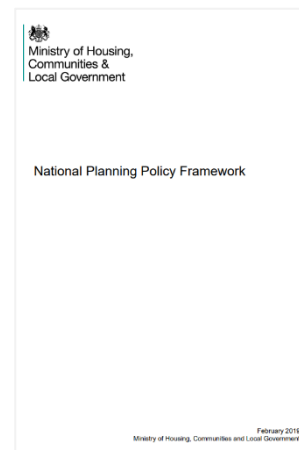 Ministry of Housing,
Communities &
Local Government
National Planning Policy Framework
February 2019
Ministry of Housing, Communities and Local Government